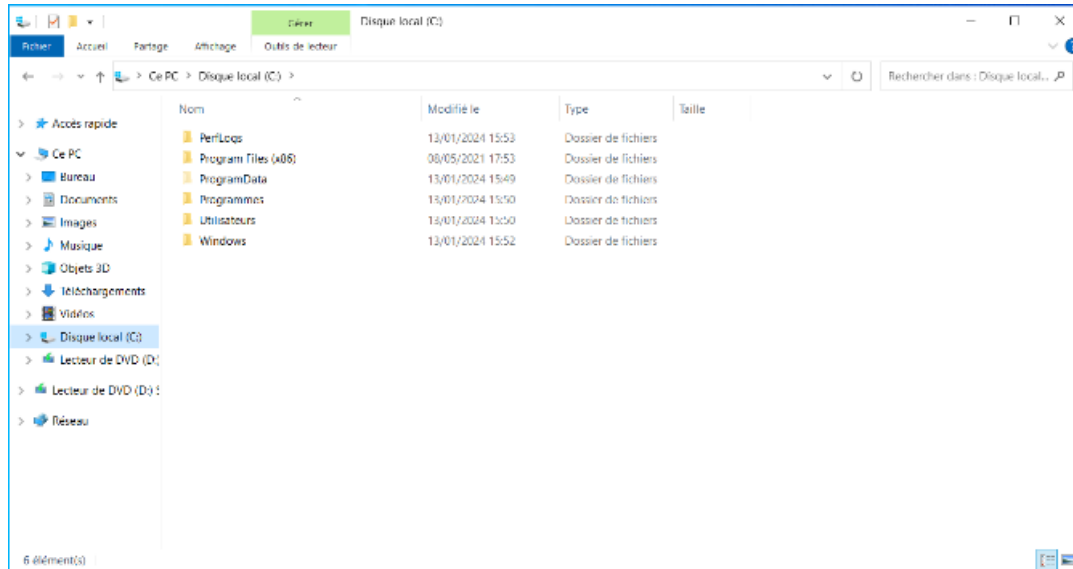 Gérer
Disque local (C:)
Fichier Accueil Partage Affichage Outils de lecteur
Ce PC > Disque local (C:) >
Rechercher dans : Disque local...
Nom Modifié le Type Taille
PerfLogs 13/01/2024 15:53 Dossier de fichiers
Program Files (x86) 08/05/2021 17:53 Dossier de fichiers
ProgramData 13/01/2024 15:49 Dossier de fichiers
Programmes 13/01/2024 15:50 Dossier de fichiers
Utilisateurs 13/01/2024 15:50 Dossier de fichiers
Windows 13/01/2024 15:52 Dossier de fichiers
Accès rapide
Ce PC
Bureau
Documents
Images
Musique
Objets 3D
Téléchargements
Vidéos
Disque local (C:)
Lecteur de DVD (D:)
Lecteur de DVD (D:) S
Réseau
6 élément(s)